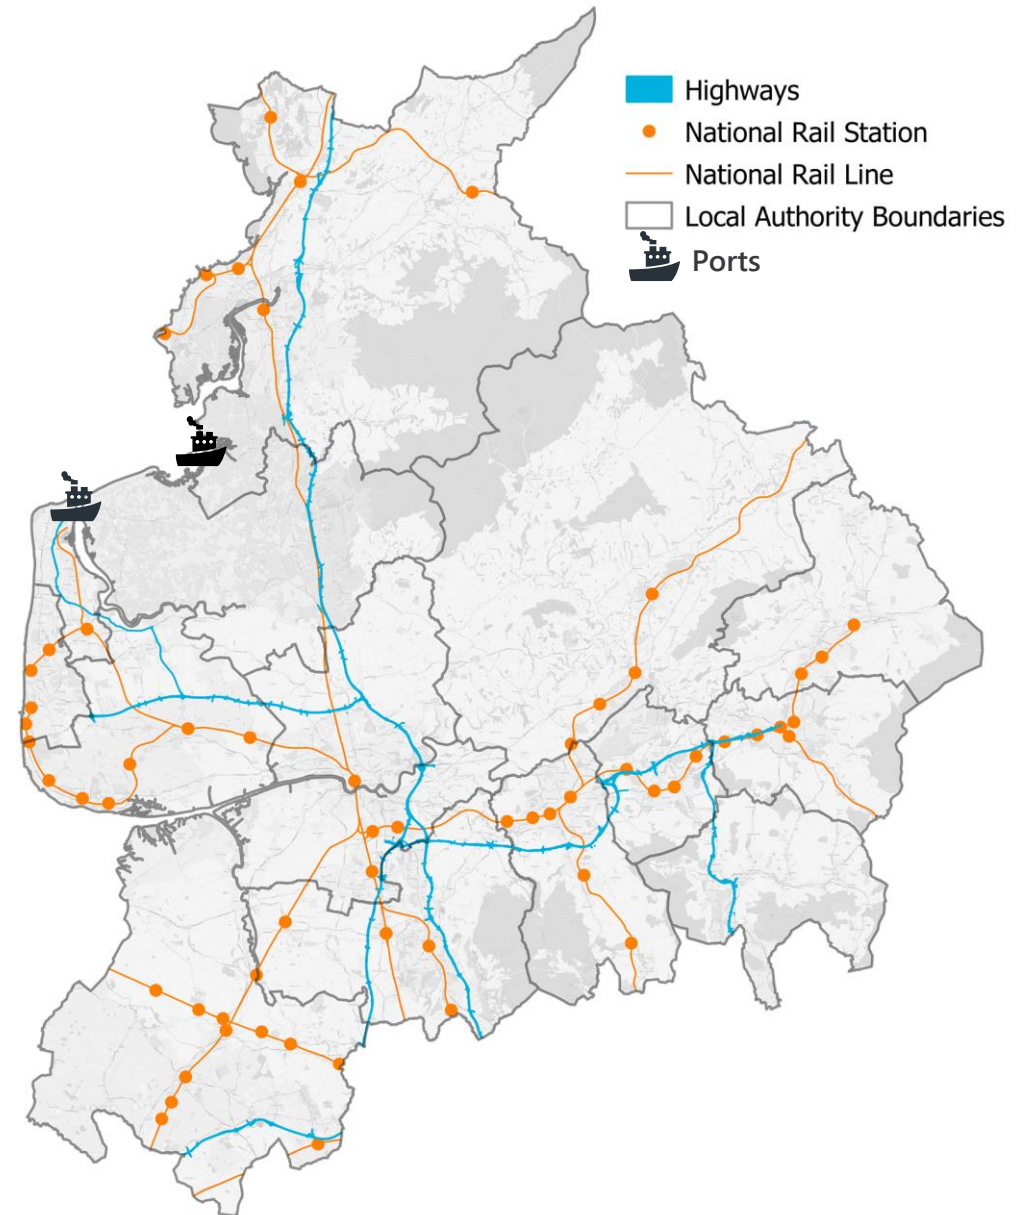 Highways
National Rail Station
National Rail Line
Local Authority Boundaries
Ports